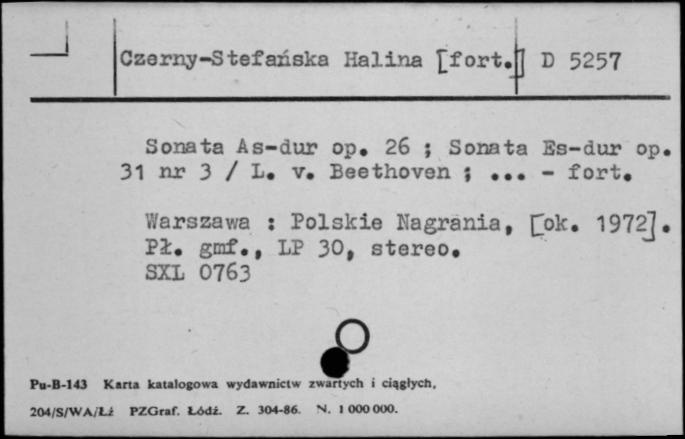 Czerny-Stefańska Halina [fort.] D 5257
Sonata As-dur op. 26 ; Sonata Es-dur op.
31 nr 3 / L. v. Beethoven ; ... - fort.
Warszawa : Polskie Nagrania, [ok. 1972].
Pł. gmf., LP 30, stereo.
SXL 0763
Pu-B-143 Karta katalogowa wydawnictw zwartych i ciągłych,
204/S/WA/Łź PZGraf. Łódź. Z. 304-86. N. 1 000 000.